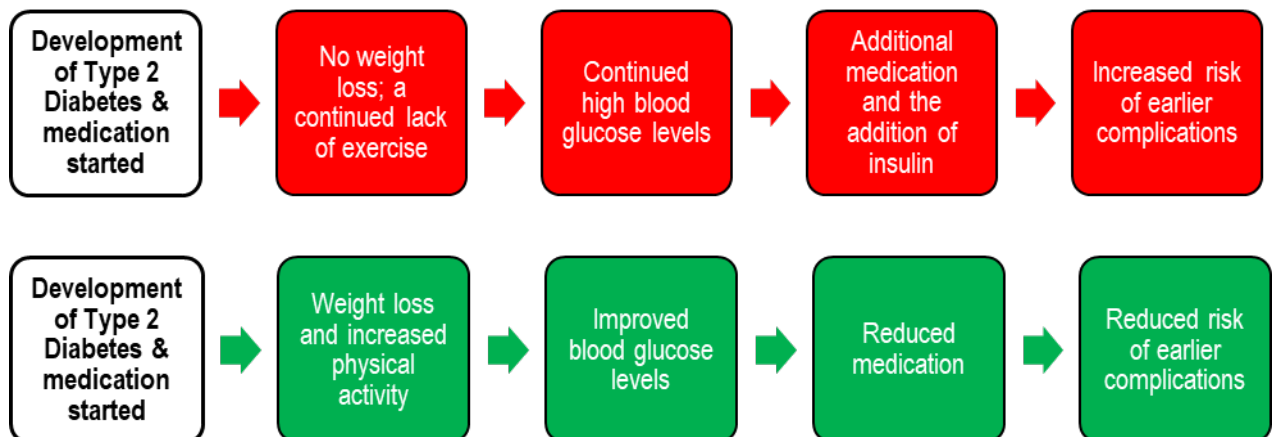 Development
of Type 2
Diabetes &
medication
started
No weight
loss; a
continued lack
of exercise
Continued
high blood
glucose levels
Additional
medication
and the
addition of
insulin
Increased risk
of earlier
complications
Development
of Type 2
Diabetes &
medication
started
Weight loss
and increased
physical
activity
Improved
blood glucose
levels
Reduced
medication
Reduced risk
of earlier
complications